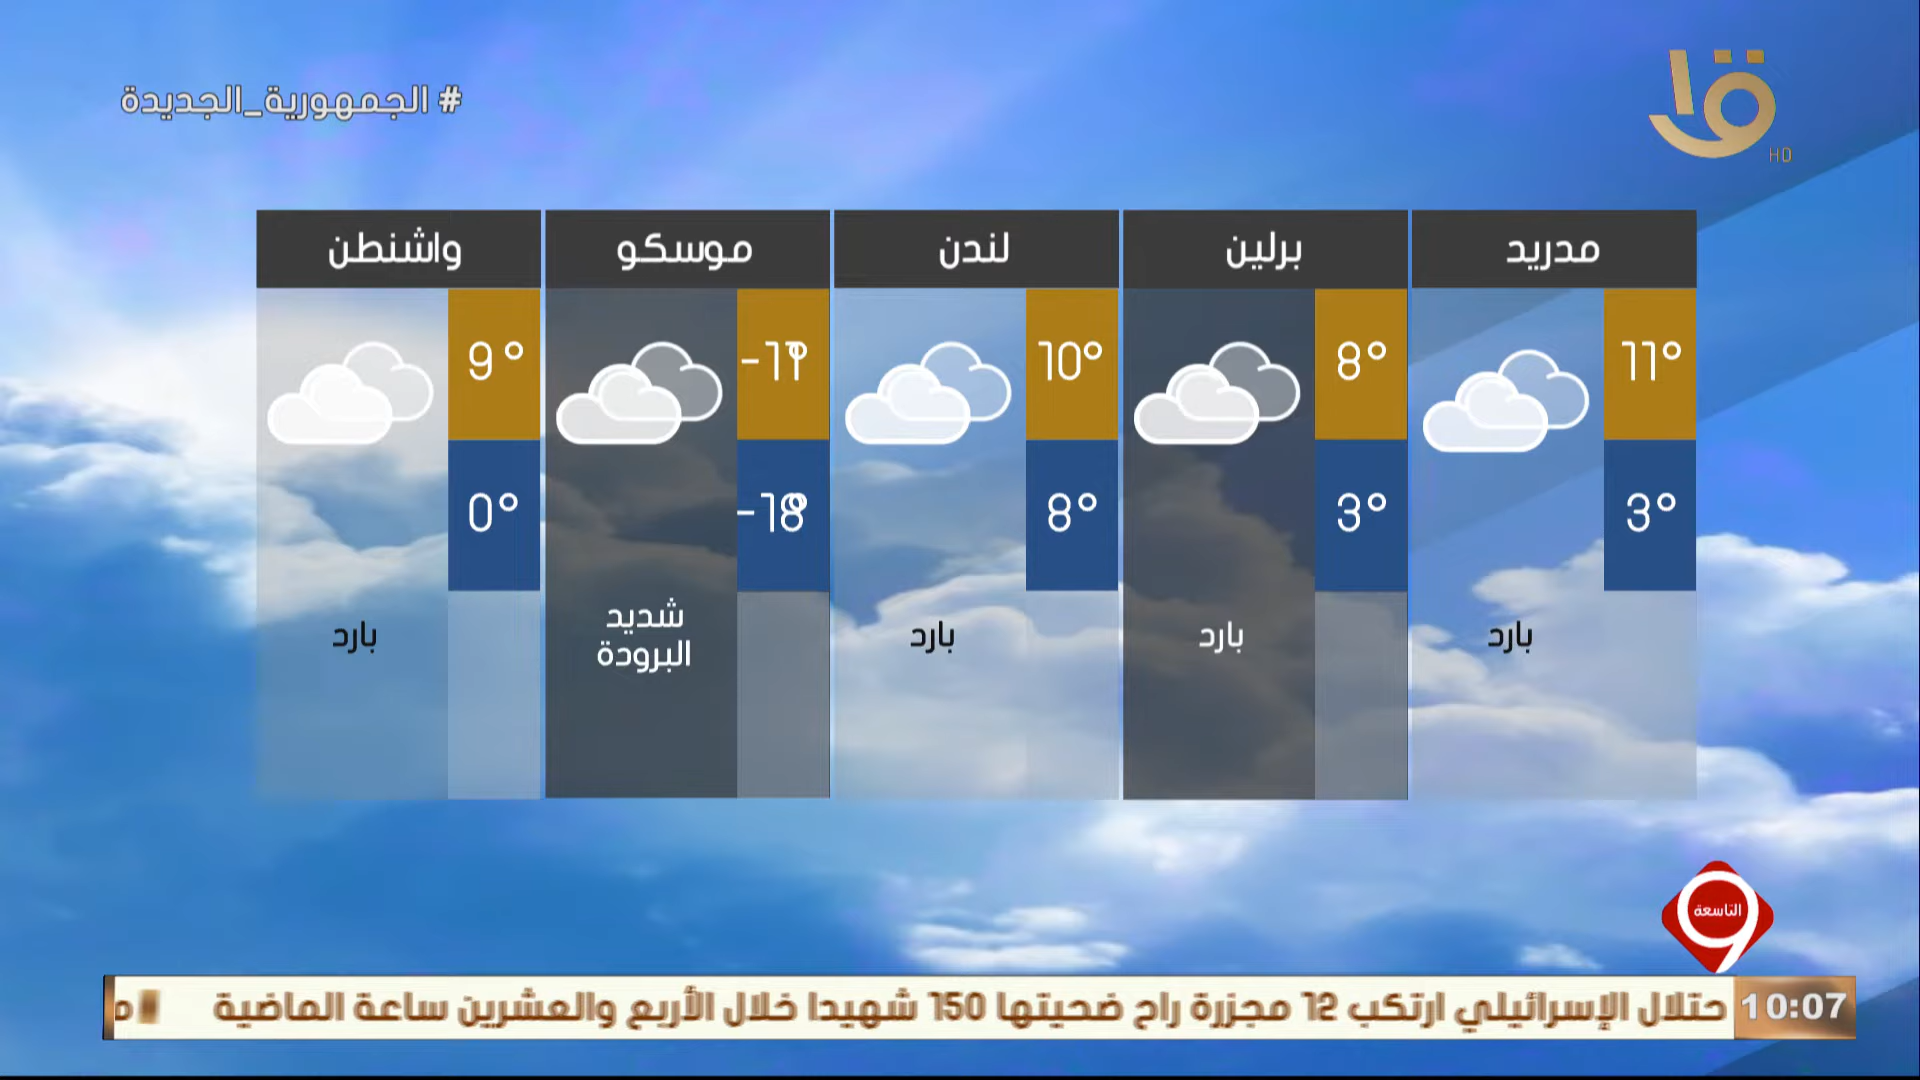 # الجمهورية_الجديدة
HD
مدريد
11°
3°
بارد
برلين
8°
3°
بارد
لندن
10°
8°
بارد
موسكو
-11°
-18°
شديد
البرودة
واشنطن
9°
0°
بارد
التاسعة
10:07
حتلال الإسرائيلي ارتكب 12 مجزرة راح ضحيتها 150 شهيدا خلال الأربع والعشرين ساعة الماضية